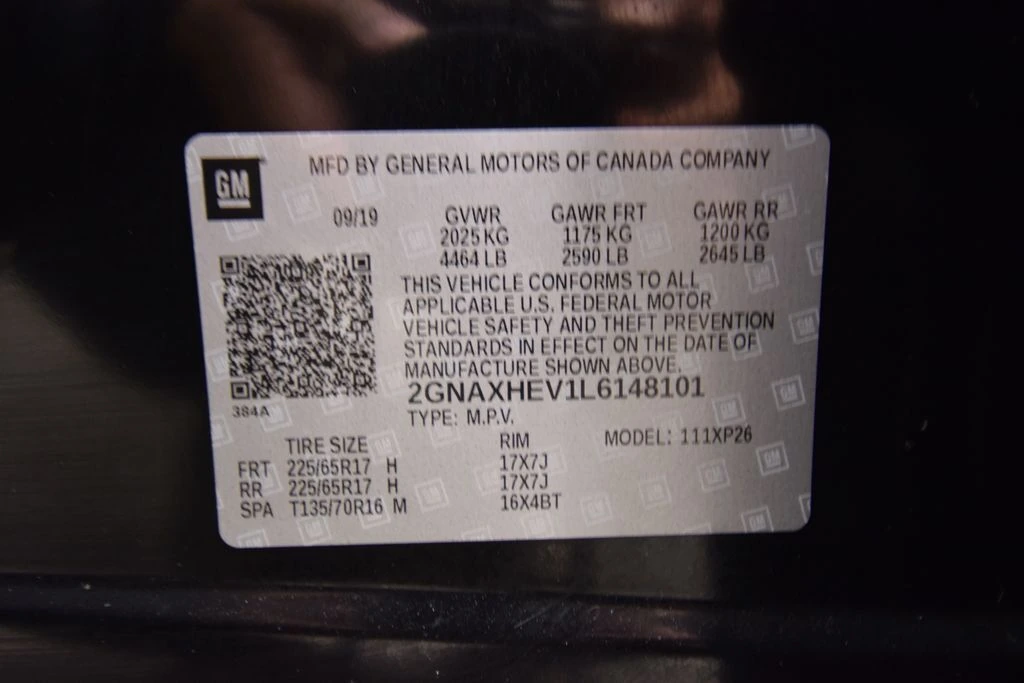 GM
MFD BY GENERAL MOTORS OF CANADA COMPANY
09/19 GVWR GAWR FRT GAWR RR
2025 KG 1175 KG 1200 KG
4464 LB 2590 LB 2645 LB
THIS VEHICLE CONFORMS TO ALL
APPLICABLE U.S. FEDERAL MOTOR
VEHICLE SAFETY AND THEFT PREVENTION
STANDARDS IN EFFECT ON THE DATE OF
MANUFACTURE SHOWN ABOVE.
2GNAXHEV1L6148101
384A
TYPE: M.P.V.
TIRE SIZE RIM MODEL: 111XP26
FRT 225/65R17 H 17X7J
RR 225/65R17 H 17X7J
SPA T135/70R16 M 16X4BT